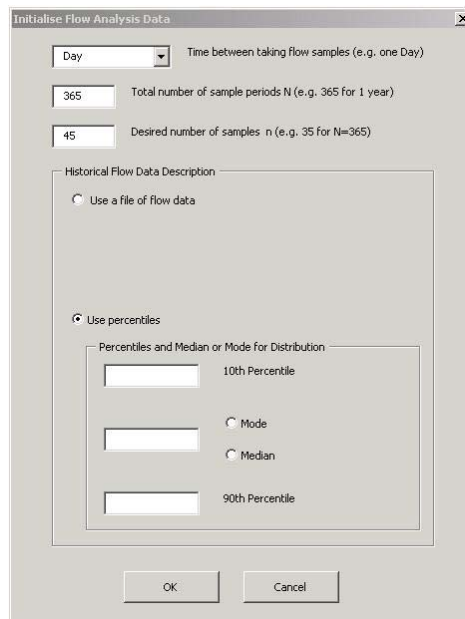 Initialise Flow Analysis Data
Day Time between taking flow samples (e.g. one Day)
365 Total number of sample periods N (e.g. 365 for 1 year)
45 Desired number of samples n (e.g. 35 for N=365)
Historical Flow Data Description
Use a file of flow data
Use percentiles
Percentiles and Median or Mode for Distribution
10th Percentile
Mode
Median
90th Percentile
OK Cancel